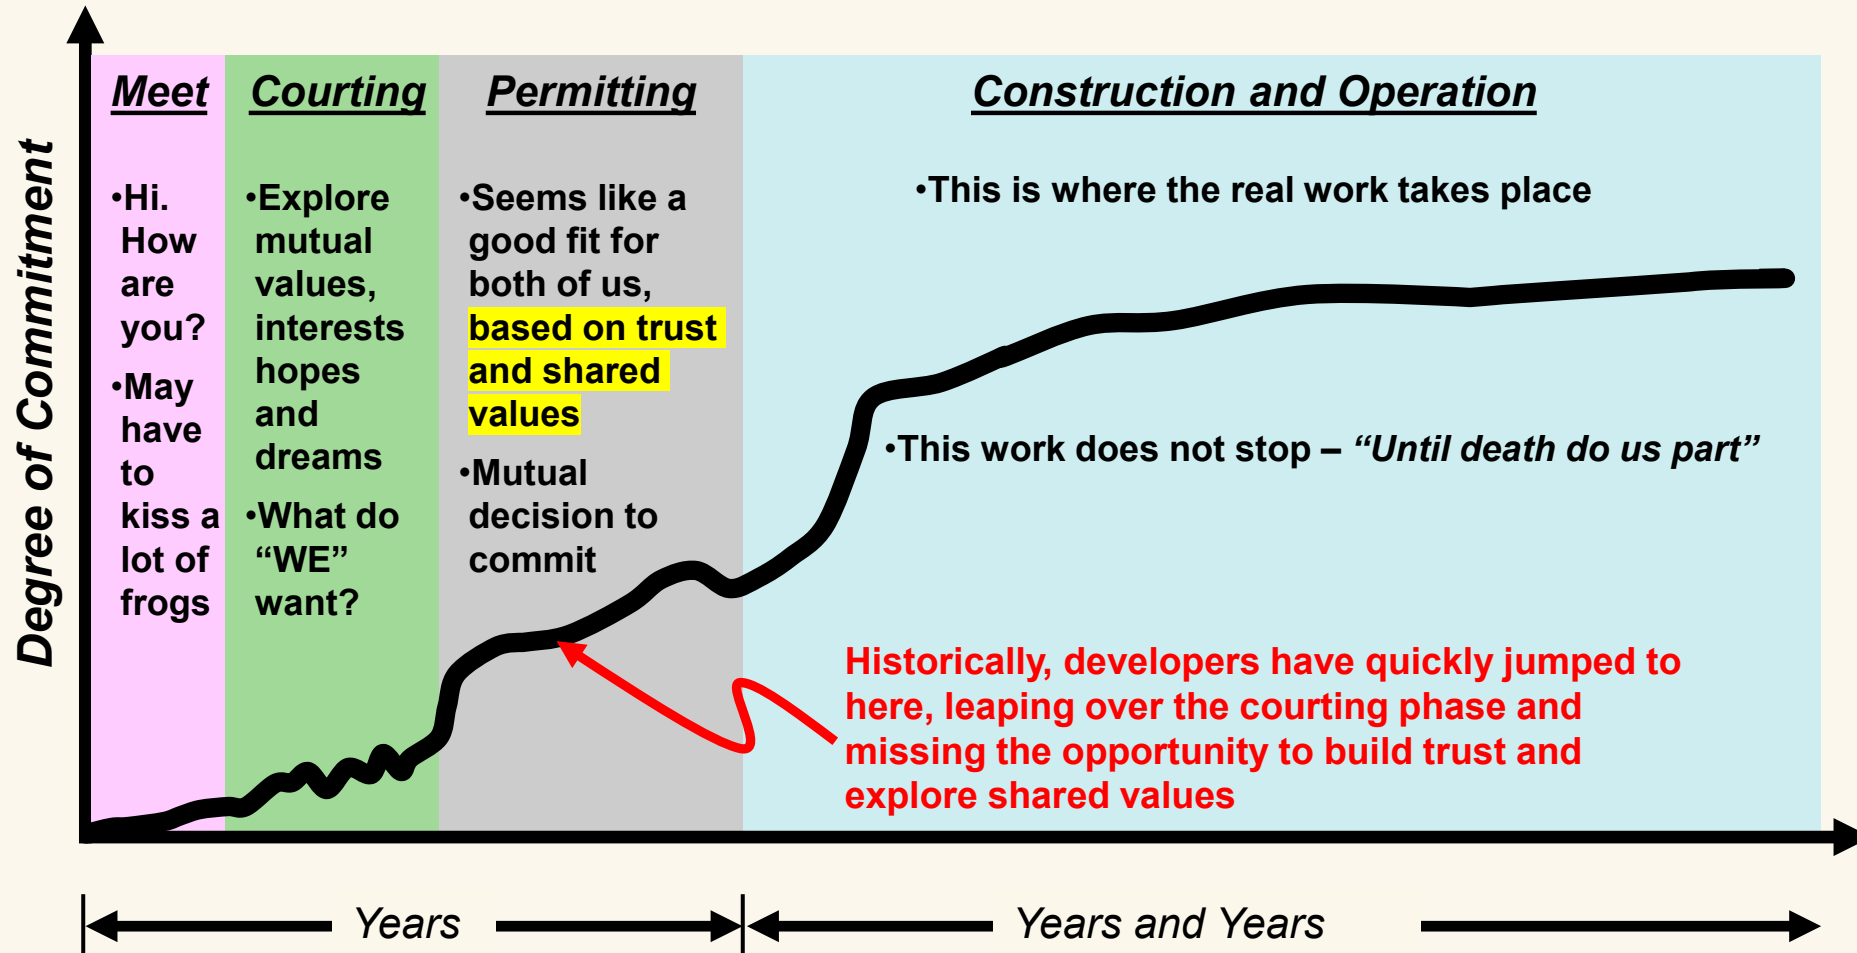 Degree of Commitment
Meet
•Hi.
How
are
you?
•May
have
to
kiss a
lot of
frogs
Courting
•Explore
mutual
values,
interests
hopes
and
dreams
•What do
“WE”
want?
Permitting
•Seems like a
good fit for
both of us,
based on trust
and shared
values
•Mutual
decision to
commit
Construction and Operation
•This is where the real work takes place
•This work does not stop – “Until death do us part”
Historically, developers have quickly jumped to
here, leaping over the courting phase and
missing the opportunity to build trust and
explore shared values
Years
Years and Years